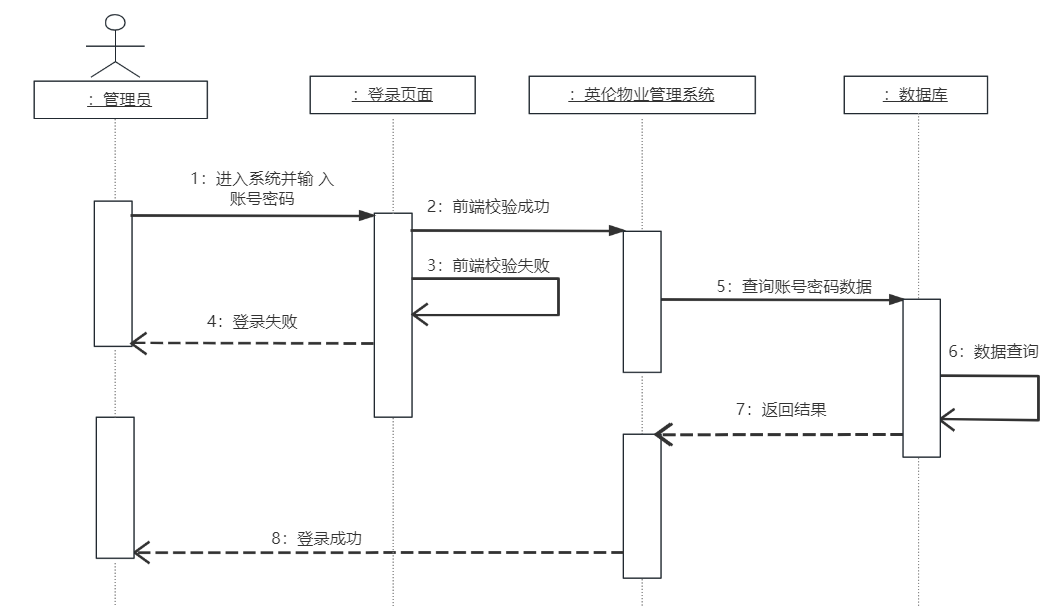 ：管理员
：登录页面
：英伦物业管理系统
：数据库
1：进入系统并输 入
账号密码
2：前端校验成功
3：前端校验失败
5：查询账号密码数据
4：登录失败
6：数据查询
7：返回结果
8：登录成功